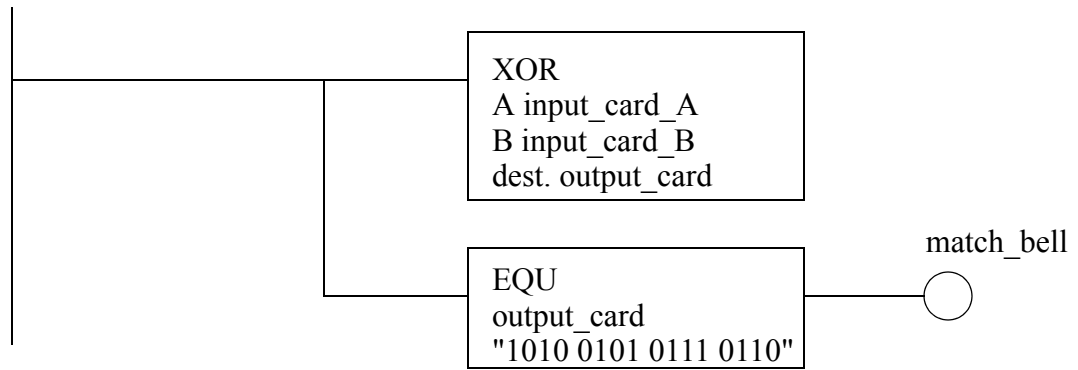 XOR
A input_card_A
B input_card_B
dest. output_card
match_bell
EQU
output_card
"1010 0101 0111 0110"